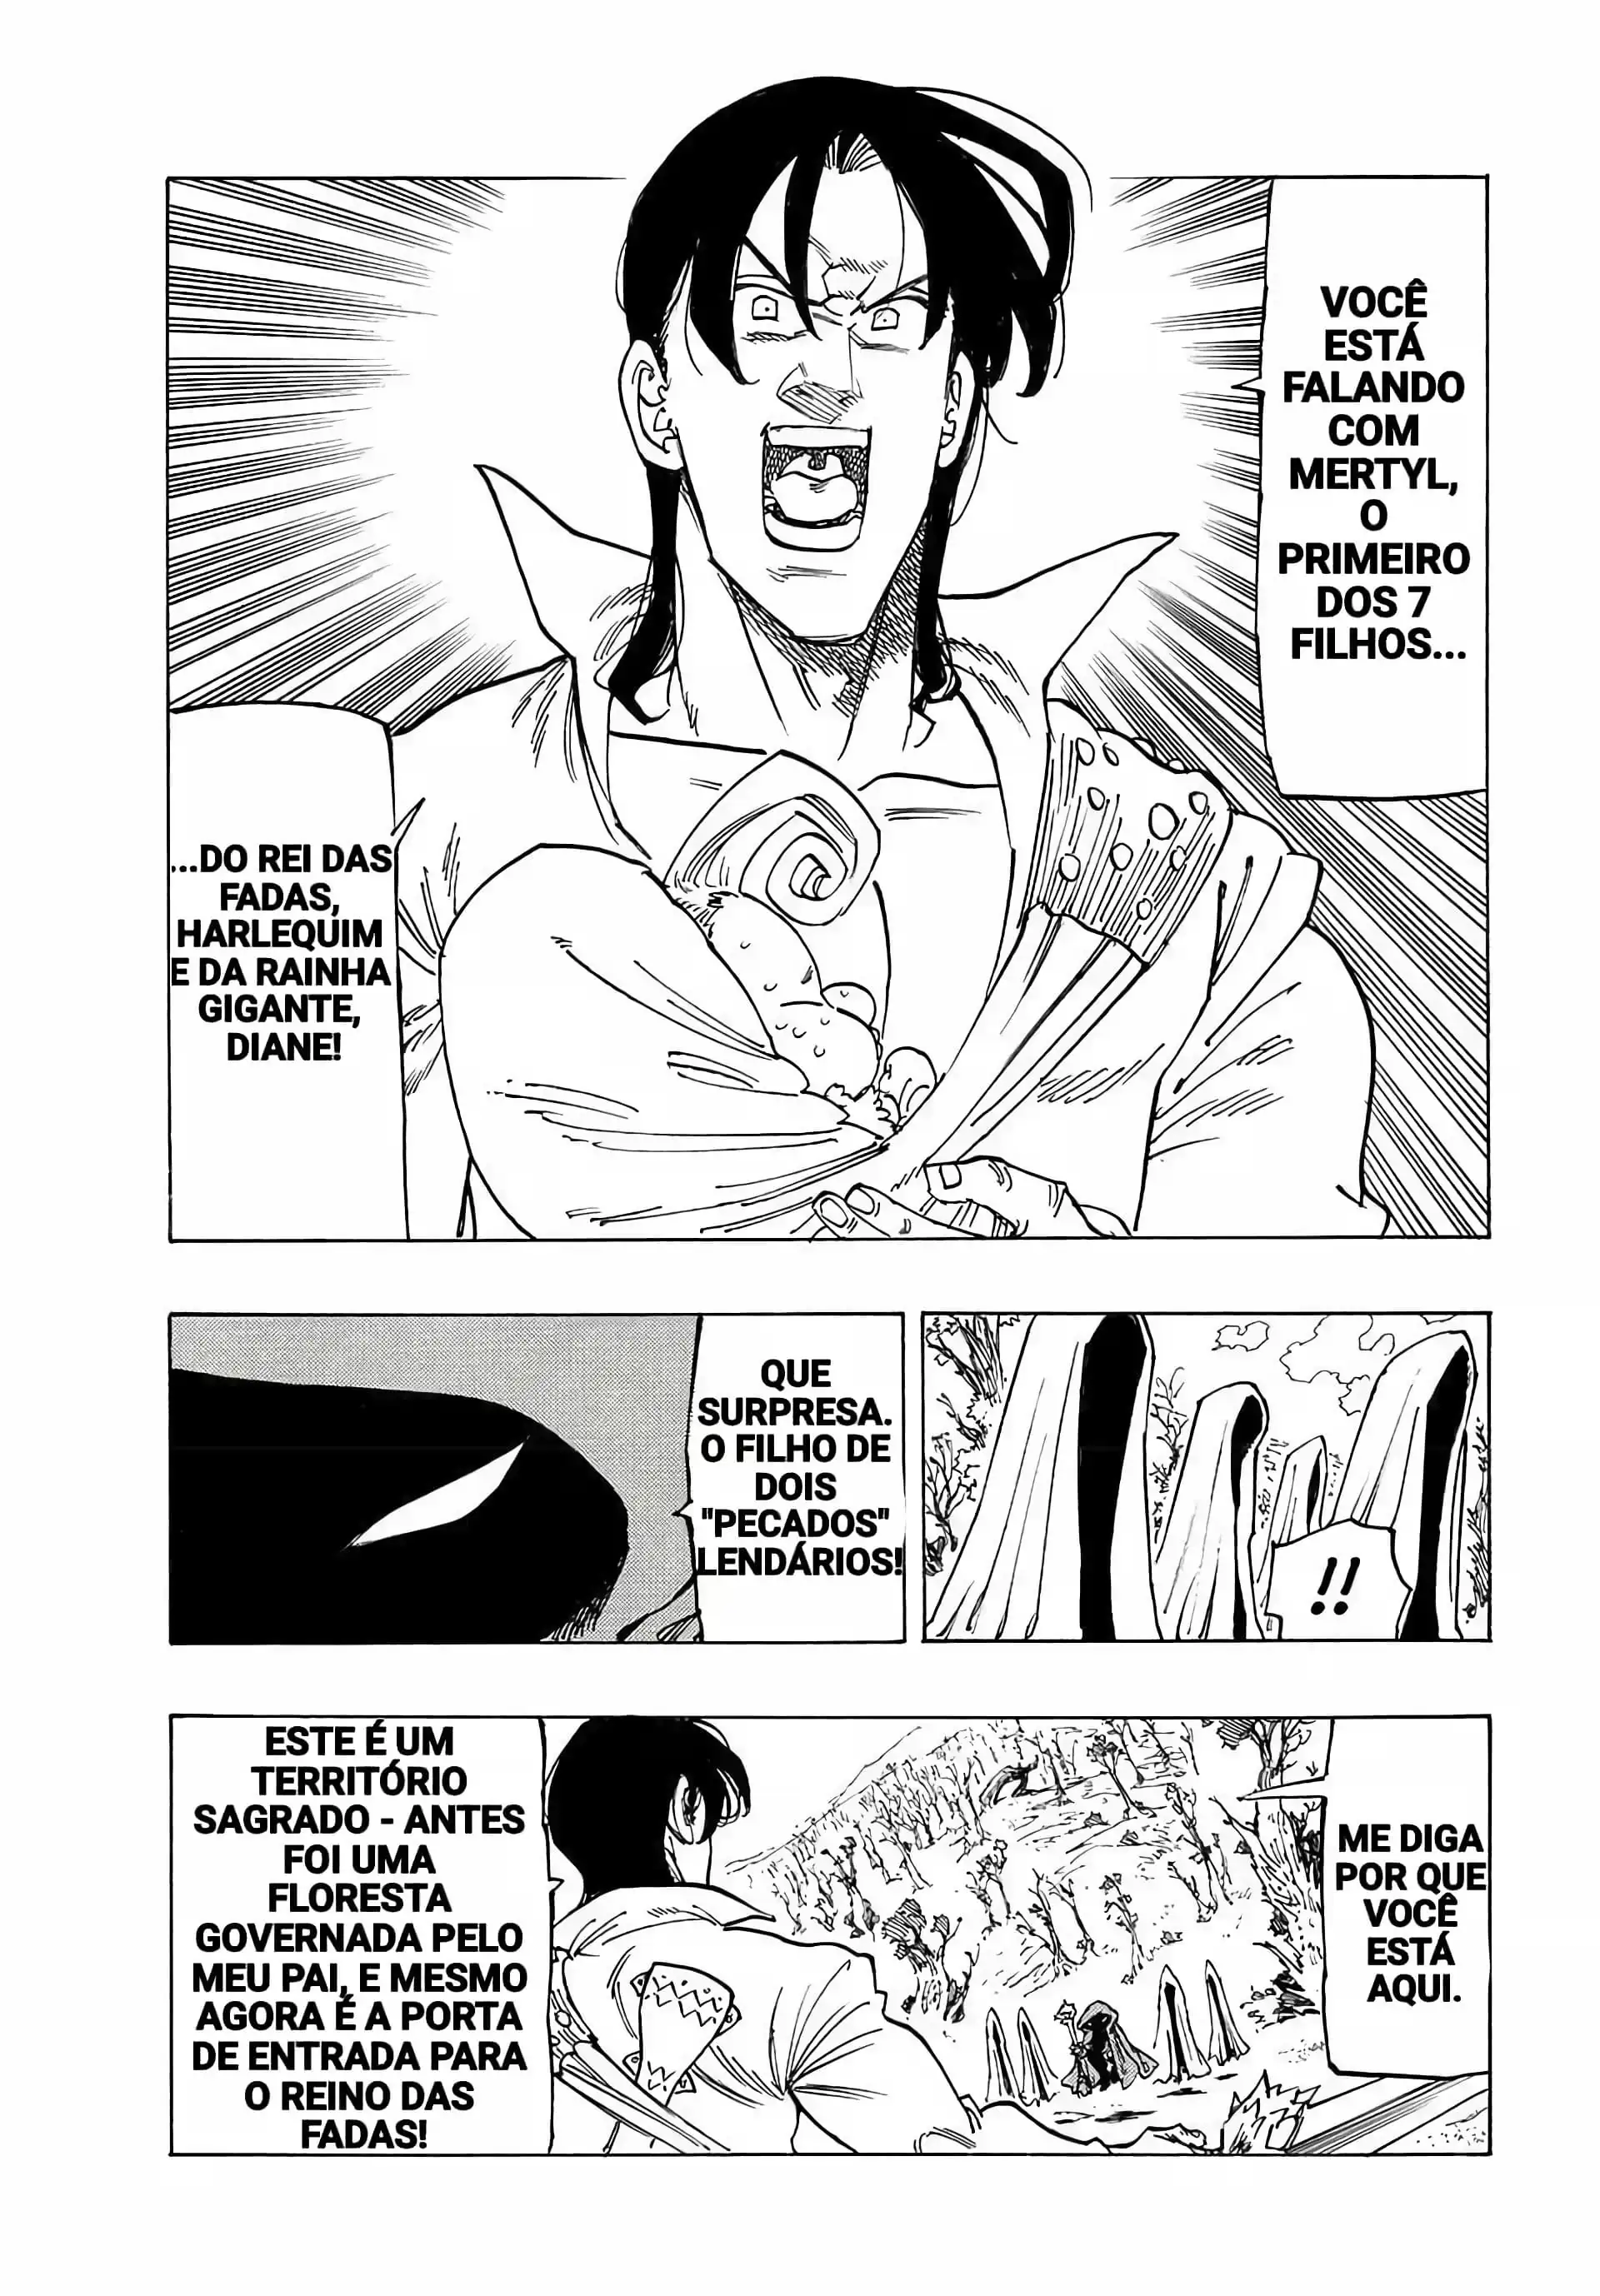 VOCÊ
ESTÁ
FALANDO
COM
MERTYL,
O
PRIMEIRO
DOS 7
FILHOS...
...DO REI DAS
FADAS,
HARLEQUIM
E DA RAINHA
GIGANTE,
DIANE!
!!
QUE
SURPRESA.
O FILHO DE
DOIS
"PECADOS"
LENDÁRIOS!
ME DIGA
POR QUE
VOCÊ
ESTÁ
AQUI.
ESTE É UM
TERRITÓRIO
SAGRADO - ANTES
FOI UMA
FLORESTA
GOVERNADA PELO
MEU PAI, E MESMO
AGORA É A PORTA
DE ENTRADA PARA
O REINO DAS
FADAS!